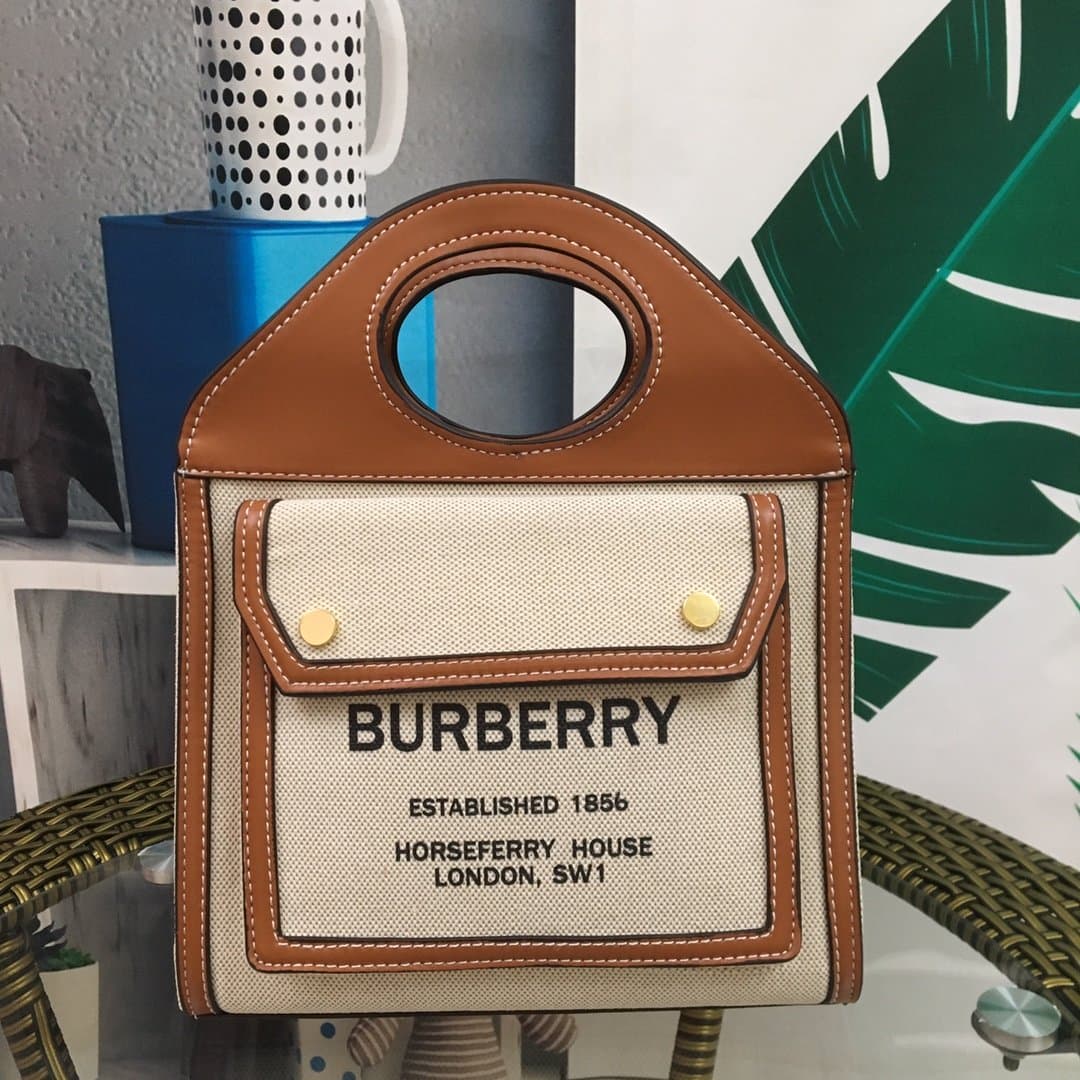 BURBERRY
ESTABLISHED 1856
HORSEFERRY HOUSE
LONDON, SW1